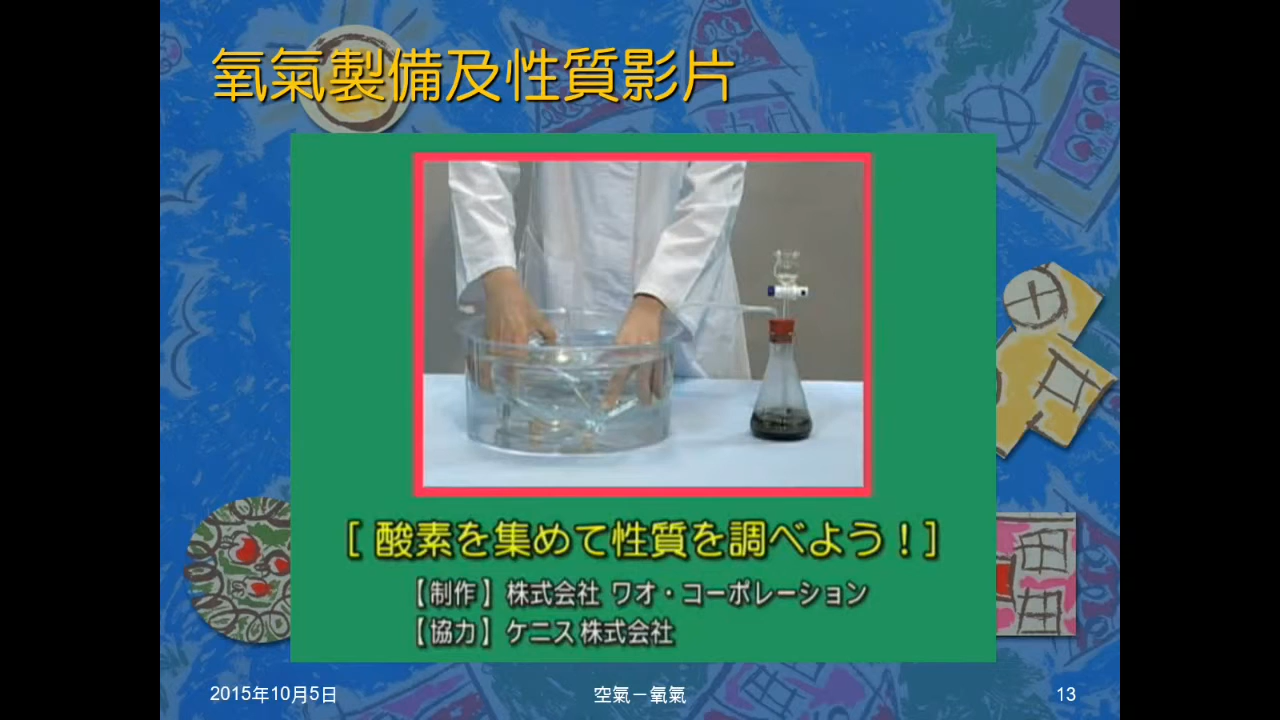 氧氣製備及性質影片
[ 酸素を集めて性質を調べよう！]
【制作】株式会社 ワオ・コーポレーション
【協力】ケニス 株式会社
2015年10月5日
空氣－氧氣
13